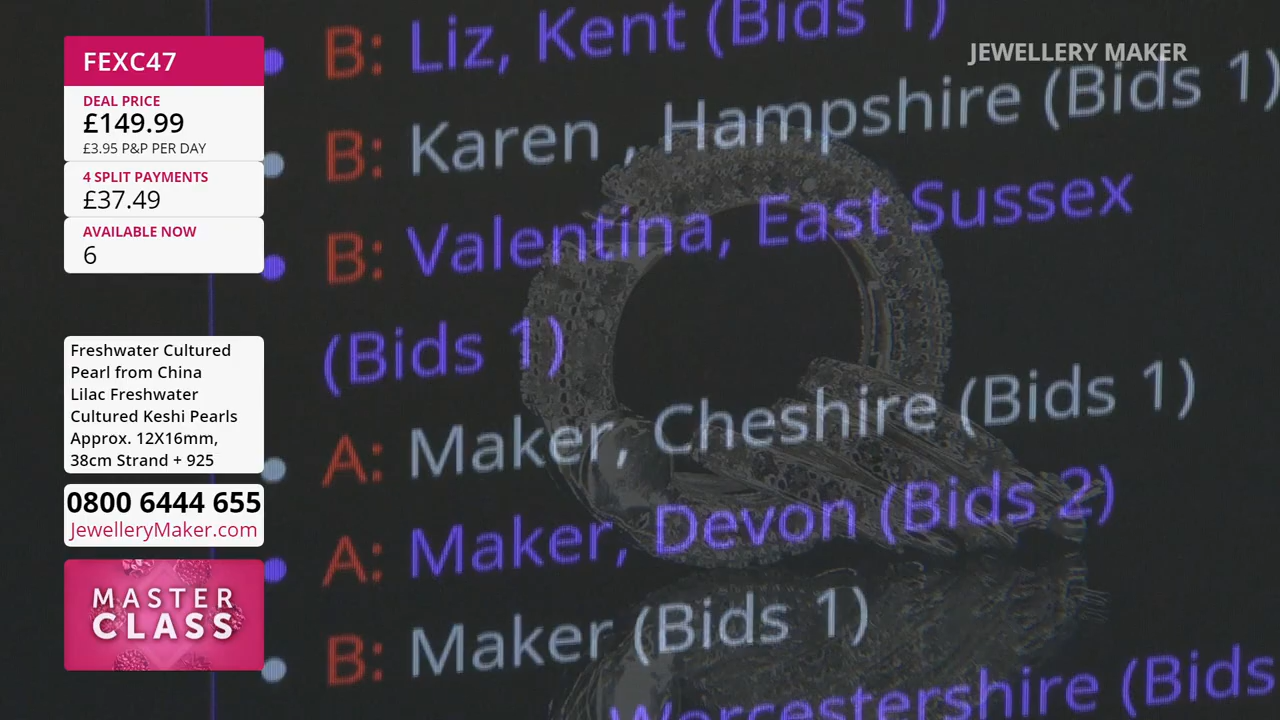 FEXC47
DEAL PRICE
£149.99
£3.95 P&P PER DAY
4 SPLIT PAYMENTS
£37.49
AVAILABLE NOW
6
Freshwater Cultured
Pearl from China
Lilac Freshwater
Cultured Keshi Pearls
Approx. 12X16mm,
38cm Strand + 925
0800 6444 655
JewelleryMaker.com
MASTER
CLASS
JEWELLERY MAKER
B: Liz, Kent (Bids 1)
B: Karen , Hampshire (Bids 1)
B: Valentina, East Sussex
(Bids 1)
A: Maker, Cheshire (Bids 1)
A: Maker, Devon (Bids 2)
B: Maker (Bids 1)
Worcestershire (Bids